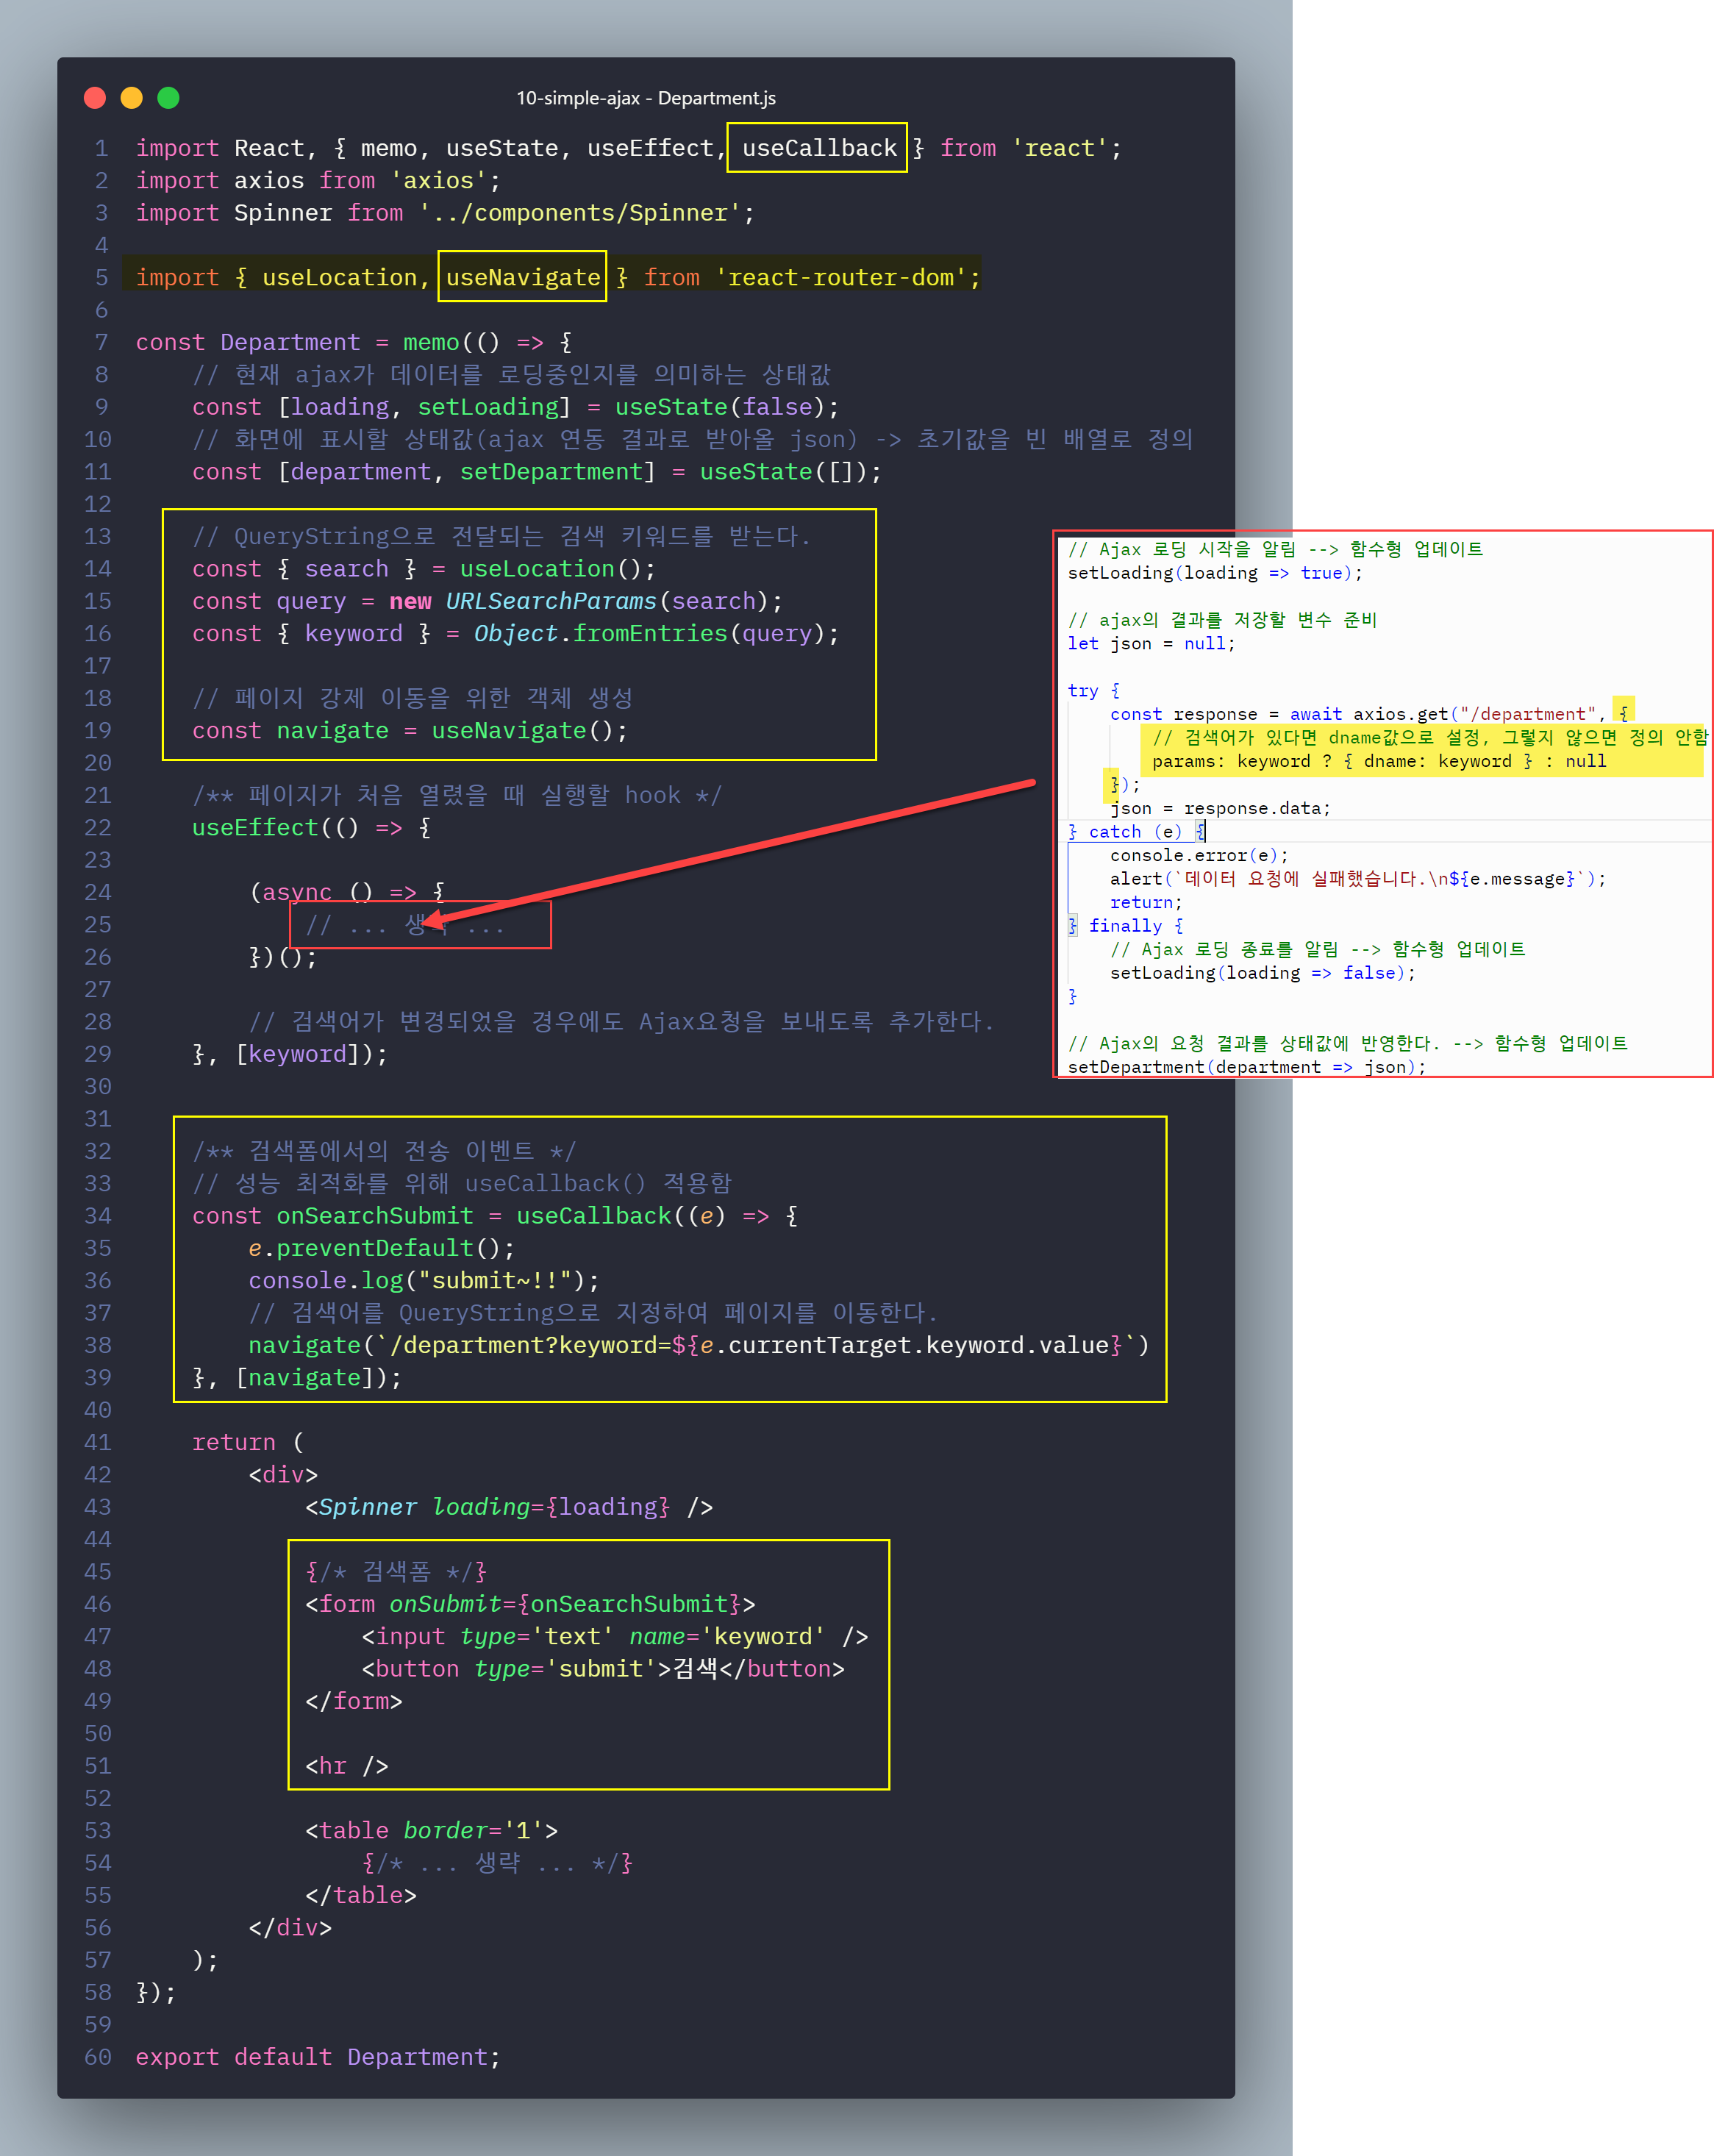 10-simple-ajax - Department.js
1 import React, { memo, useState, useEffect, useCallback } from 'react';
2 import axios from 'axios';
3 import Spinner from '../components/Spinner';
4
5 import { useLocation, useNavigate } from 'react-router-dom';
6
7 const Department = memo(() => {
8     // 현재 ajax가 데이터를 로딩중인지를 의미하는 상태값
9     const [loading, setLoading] = useState(false);
10     // 화면에 표시할 상태값(ajax 연동 결과로 받아올 json) -> 초기값을 빈 배열로 정의
11     const [department, setDepartment] = useState([]);
12
13     // QueryString으로 전달되는 검색 키워드를 받는다.
14     const { search } = useLocation();
15     const query = new URLSearchParams(search);
16     const { keyword } = Object.fromEntries(query);
17
18     // 페이지 강제 이동을 위한 객체 생성
19     const navigate = useNavigate();
20
21     /** 페이지가 처음 열렸을 때 실행할 hook */
22     useEffect(() => {
23
24         (async () => {
25             // ... 생략 ...
26         })();
27
28         // 검색어가 변경되었을 경우에도 Ajax요청을 보내도록 추가한다.
29     }, [keyword]);
30
31
32     /** 검색폼에서의 전송 이벤트 */
33     // 성능 최적화를 위해 useCallback() 적용함
34     const onSearchSubmit = useCallback((e) => {
35         e.preventDefault();
36         console.log("submit~!!");
37         // 검색어를 QueryString으로 지정하여 페이지를 이동한다.
38         navigate(`/department?keyword=${e.currentTarget.keyword.value}`)
39     }, [navigate]);
40
41     return (
42         <div>
43             <Spinner loading={loading} />
44
45             {/* 검색폼 */}
46             <form onSubmit={onSearchSubmit}>
47                 <input type='text' name='keyword' />
48                 <button type='submit'>검색</button>
49             </form>
50
51             <hr />
52
53             <table border='1'>
54                 {/* ... 생략 ... */}
55             </table>
56         </div>
57     );
58 });
59
60 export default Department;
// Ajax 로딩 시작을 알림 --> 함수형 업데이트
setLoading(loading => true);
// ajax의 결과를 저장할 변수 준비
let json = null;
try {
    const response = await axios.get("/department", {
        // 검색어가 있다면 dname값으로 설정, 그렇지 않으면 정의 안함
        params: keyword ? { dname: keyword } : null
    });
    json = response.data;
} catch (e) {
    console.error(e);
    alert(`데이터 요청에 실패했습니다.\n${e.message}`);
    return;
} finally {
    // Ajax 로딩 종료를 알림 --> 함수형 업데이트
    setLoading(loading => false);
}
// Ajax의 요청 결과를 상태값에 반영한다. --> 함수형 업데이트
setDepartment(department => json);